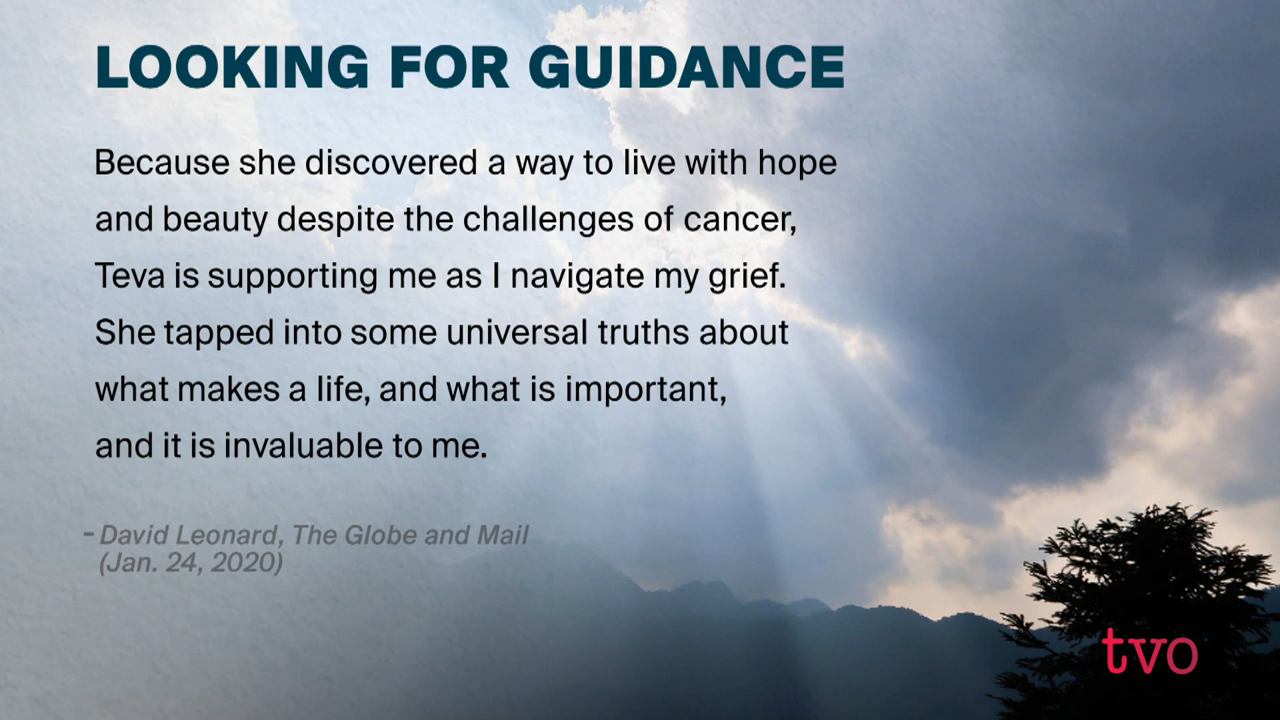 LOOKING FOR GUIDANCE
Because she discovered a way to live with hope
and beauty despite the challenges of cancer,
Teva is supporting me as I navigate my grief.
She tapped into some universal truths about
what makes a life, and what is important,
and it is invaluable to me.
- David Leonard, The Globe and Mail
(Jan. 24, 2020)
tvo